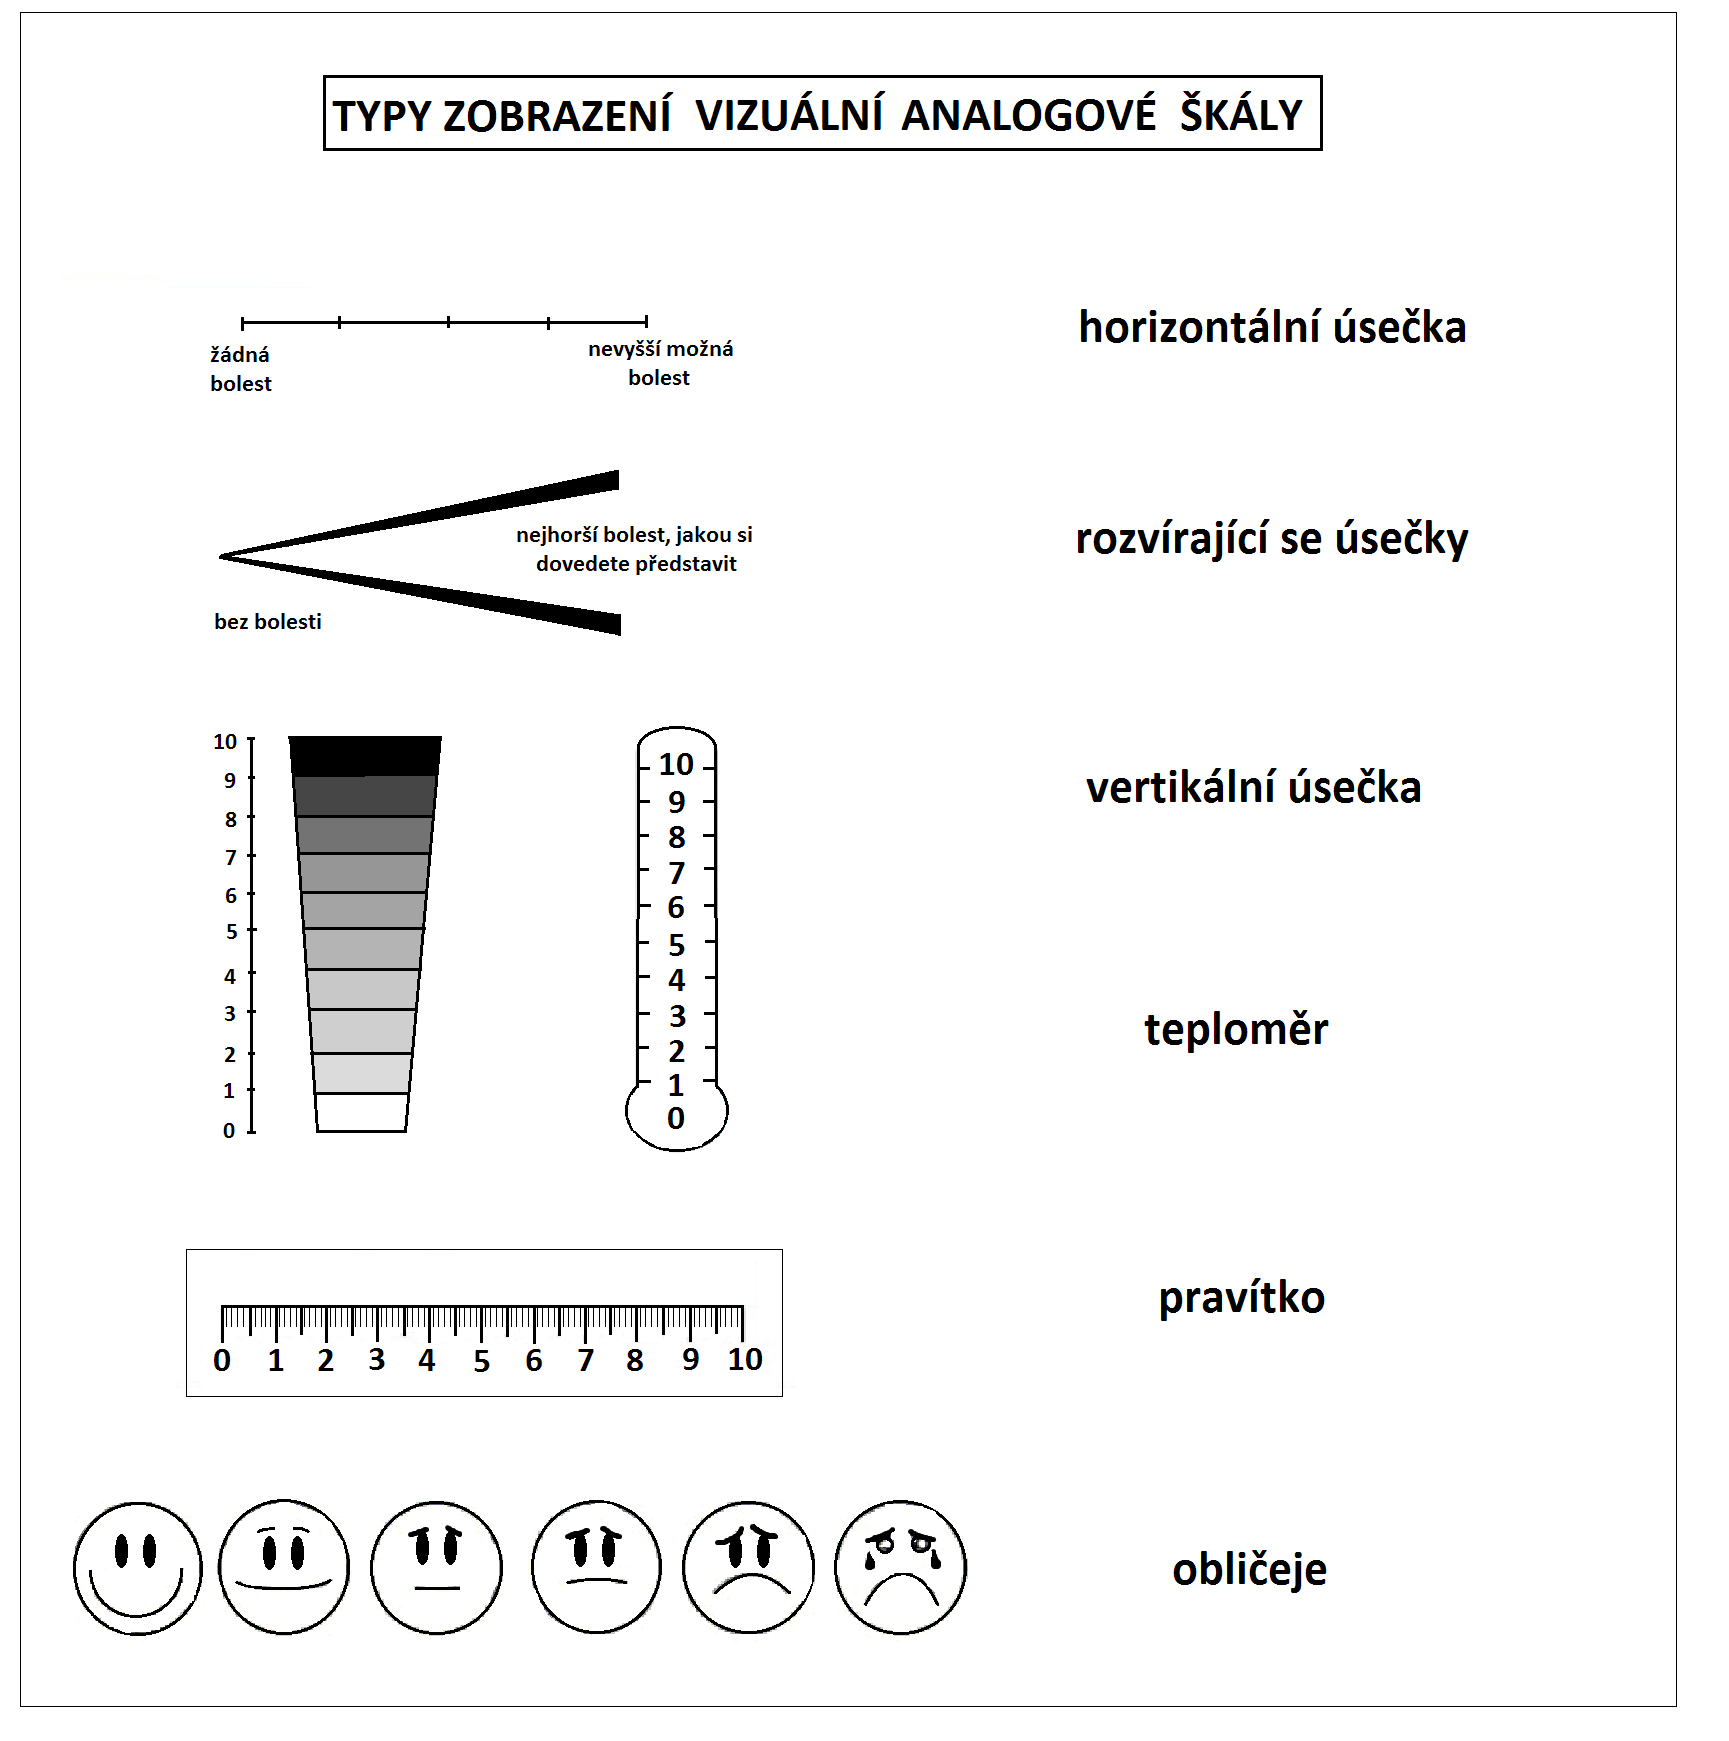 TYPY ZOBRAZENÍ VIZUÁLNÍ ANALOGOVÉ ŠKÁLY
žádná
bolest
nevyšší možná
bolest
horizontální úsečka
nejhorší bolest, jakou si
dovedete představit
bez bolesti
rozvírající se úsečky
10
9
8
7
6
5
4
3
2
1
0
10
9
8
7
6
5
4
3
2
1
0
vertikální úsečka
teploměr
0 1 2 3 4 5 6 7 8 9 10
pravítko
obličeje